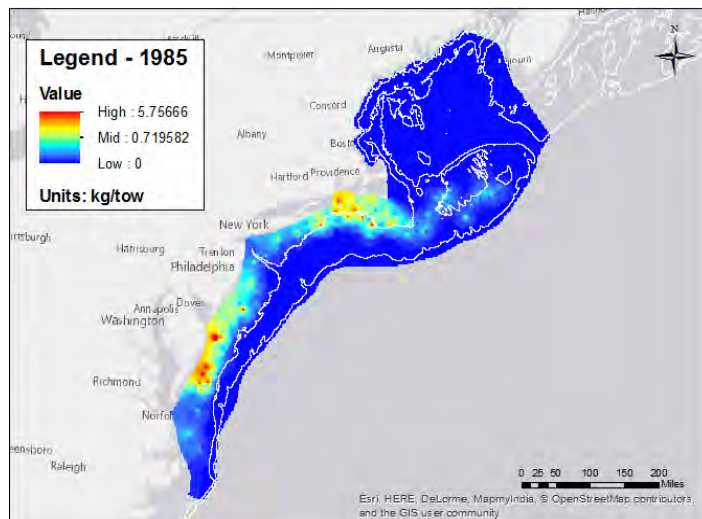 Legend - 1985
Value
High : 5.75666
Mid : 0.719582
Low : 0
Units: kg/tow
Montpelier
Augusta
N
Concord
Albany
Hartford Providence
New York
Harrisburg
Trenton
Philadelphia
Annapolis
Dover
Washington
Richmond
Norfol
Raleigh
0 25 50 100 150 200
Miles
Esri, HERE, DeLorme, MapmyIndia, © OpenStreetMap contributors,
and the GIS user community